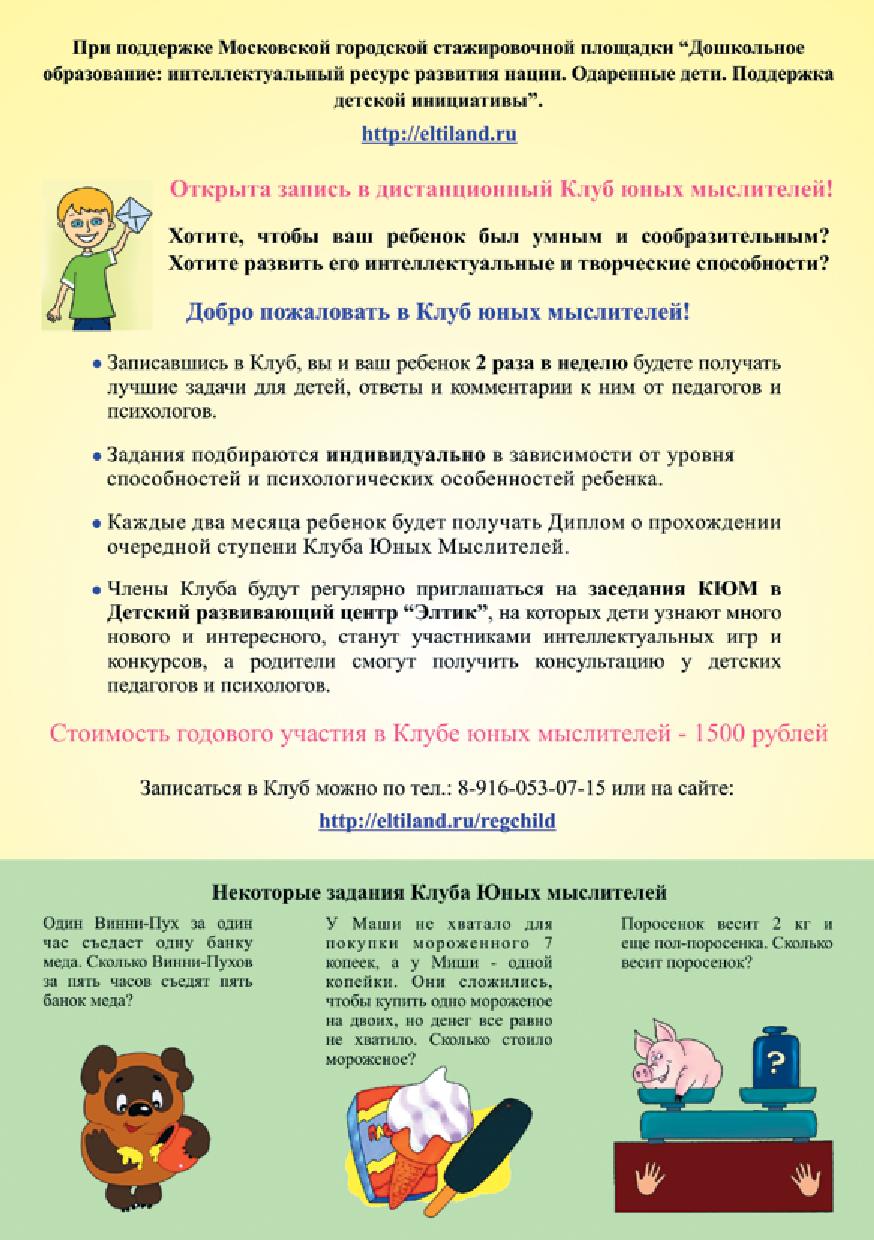 При поддержке Московской городской стажировочной площадки “Дошкольное
образование: интеллектуальный ресурс развития нации. Одаренные дети. Поддержка
детской инициативы”.
http://eltiland.ru
Открыта запись в дистанционный Клуб юных мыслителей!
Хотите, чтобы ваш ребенок был умным и сообразительным?
Хотите развить его интеллектуальные и творческие способности?
Добро пожаловать в Клуб юных мыслителей!
• Записавшись в Клуб, вы и ваш ребенок 2 раза в неделю будете получать
лучшие задачи для детей, ответы и комментарии к ним от педагогов и
психологов.
• Задания подбираются индивидуально в зависимости от уровня
способностей и психологических особенностей ребенка.
• Каждые два месяца ребенок будет получать Диплом о прохождении
очередной ступени Клуба Юных Мыслителей.
• Члены Клуба будут регулярно приглашаться на заседания КЮМ в
Детский развивающий центр “Элтик”, на которых дети узнают много
нового и интересного, станут участниками интеллектуальных игр и
конкурсов, а родители смогут получить консультацию у детских
педагогов и психологов.
Стоимость годового участия в Клубе юных мыслителей - 1500 рублей
Записаться в Клуб можно по тел.: 8-916-053-07-15 или на сайте:
http://eltiland.ru/regchild
Некоторые задания Клуба Юных мыслителей
Один Винни-Пух за один
час съедает одну банку
меда. Сколько Винни-Пухов
за пять часов съедят пять
банок меда?
У Маши не хватало для
покупки мороженного 7
копеек, а у Миши - одной
копейки. Они сложились,
чтобы купить одно мороженое
на двоих, но денег все равно
не хватило. Сколько стоило
мороженое?
Поросенок весит 2 кг и
еще пол-поросенка. Сколько
весит поросенок?
?